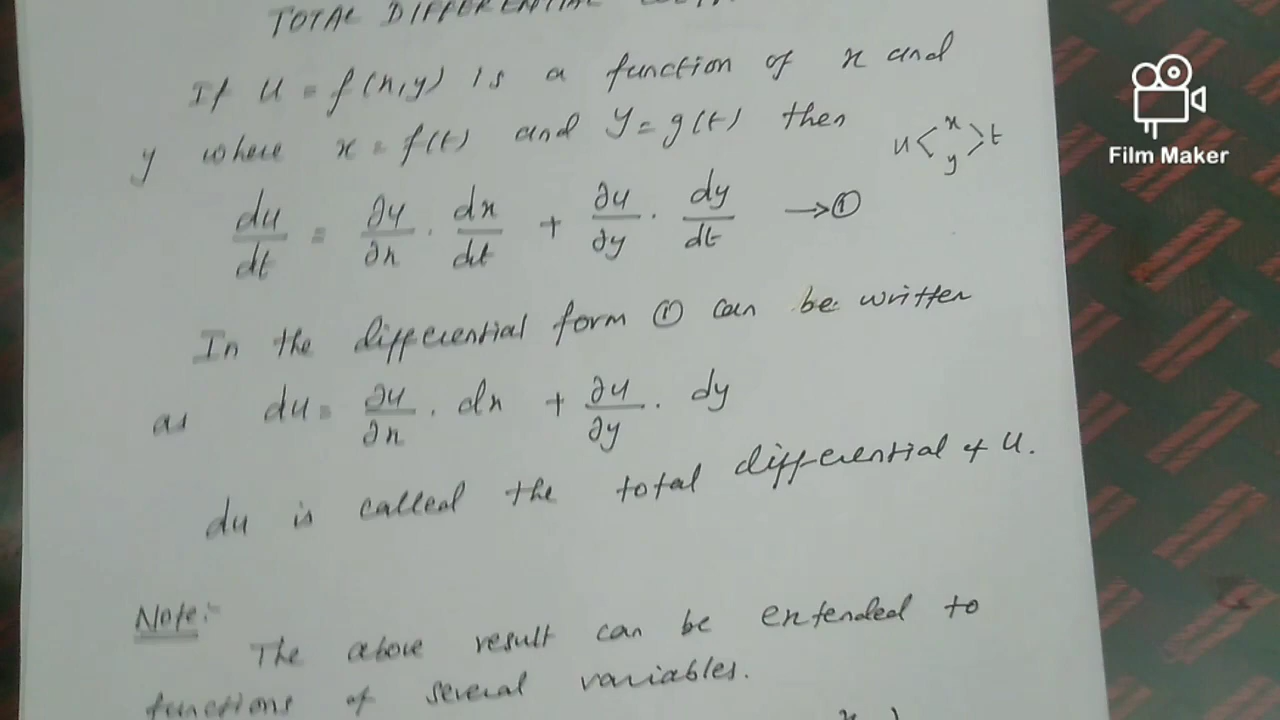 TOTAL DIFFERENTIAL
If u = f(x,y) is a function of x and
y where x = f(t) and y = g(t) then
u < x y > t
du/dt = ∂u/∂x . dx/dt + ∂u/∂y . dy/dt → ①
In the differential form ① can be written
as du = ∂u/∂x . dx + ∂u/∂y . dy
du is called the total differential of u.
Note:-
The above result can be extended to
functions of several variables.
x
Film Maker